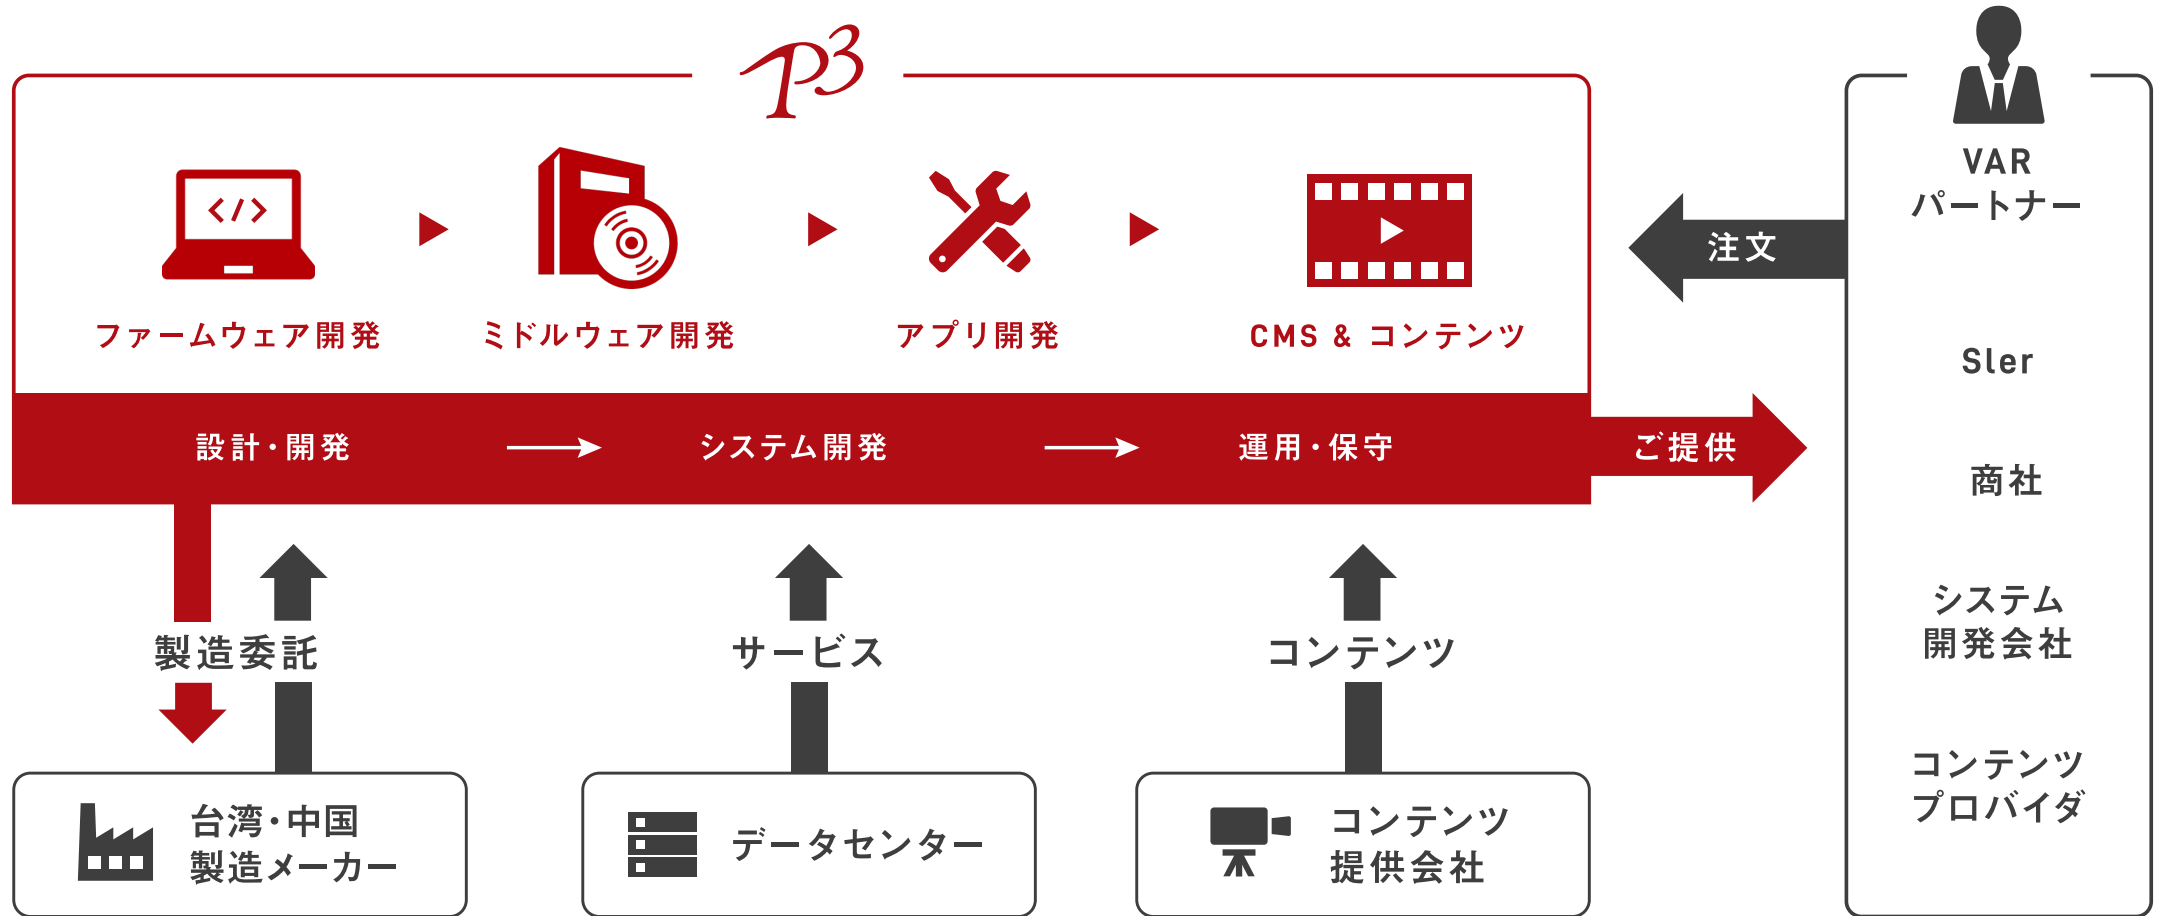 P3
ファームウェア開発
ミドルウェア開発
アプリ開発
CMS & コンテンツ
設計・開発
システム開発
運用・保守
注文
ご提供
VAR
パートナー
SIer
商社
システム
開発会社
コンテンツ
プロバイダ
製造委託
サービス
コンテンツ
台湾・中国
製造メーカー
データセンター
コンテンツ
提供会社